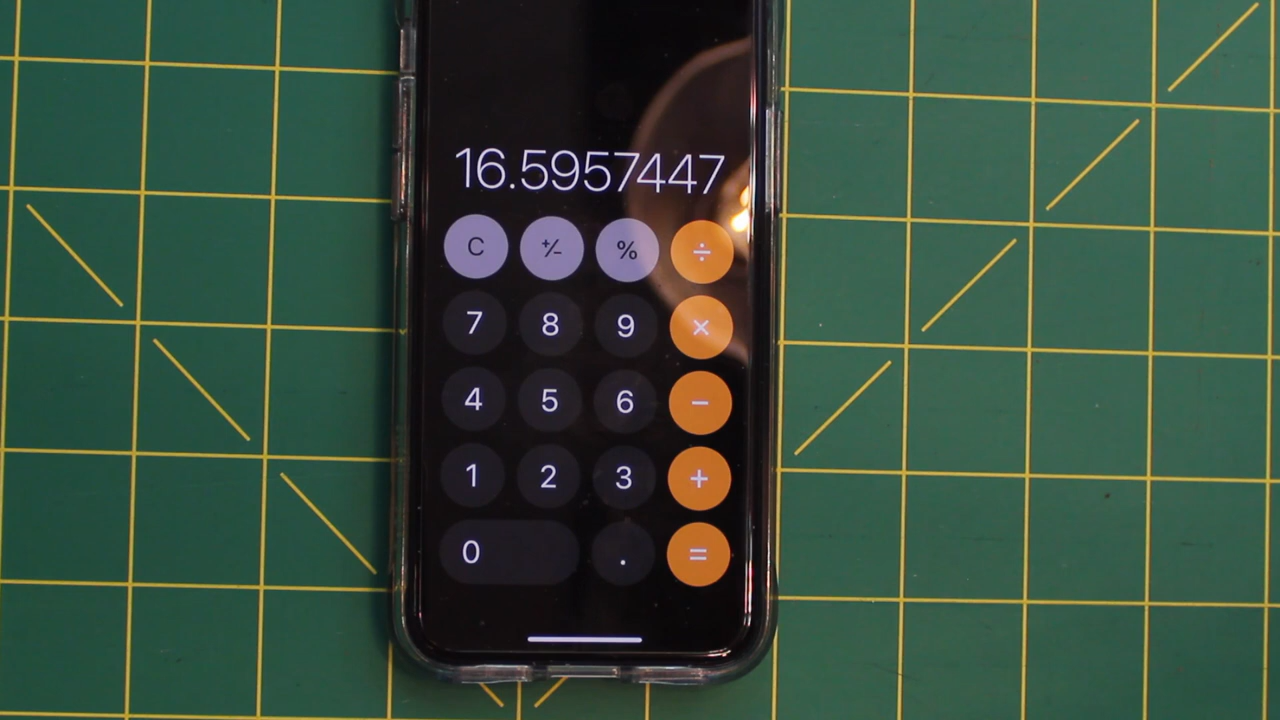 16.5957447
C +/- % ÷
7 8 9 ×
4 5 6 −
1 2 3 +
0 . =